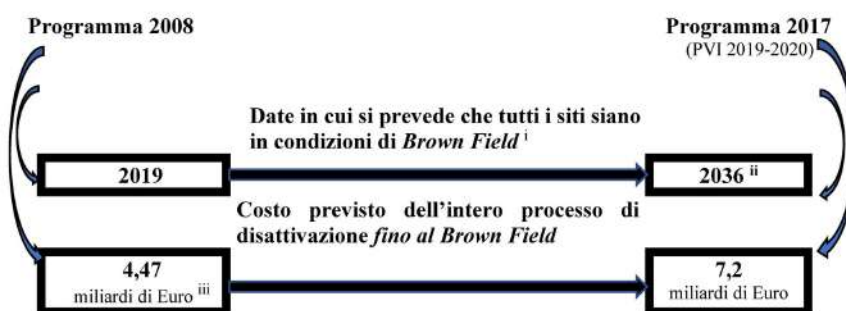 Programma 2008
Programma 2017
(PVI 2019-2020)
Date in cui si prevede che tutti i siti siano
in condizioni di Brown Field i
2019
2036 ii
Costo previsto dell'intero processo di
disattivazione fino al Brown Field
4,47
miliardi di Euro iii
7,2
miliardi di Euro